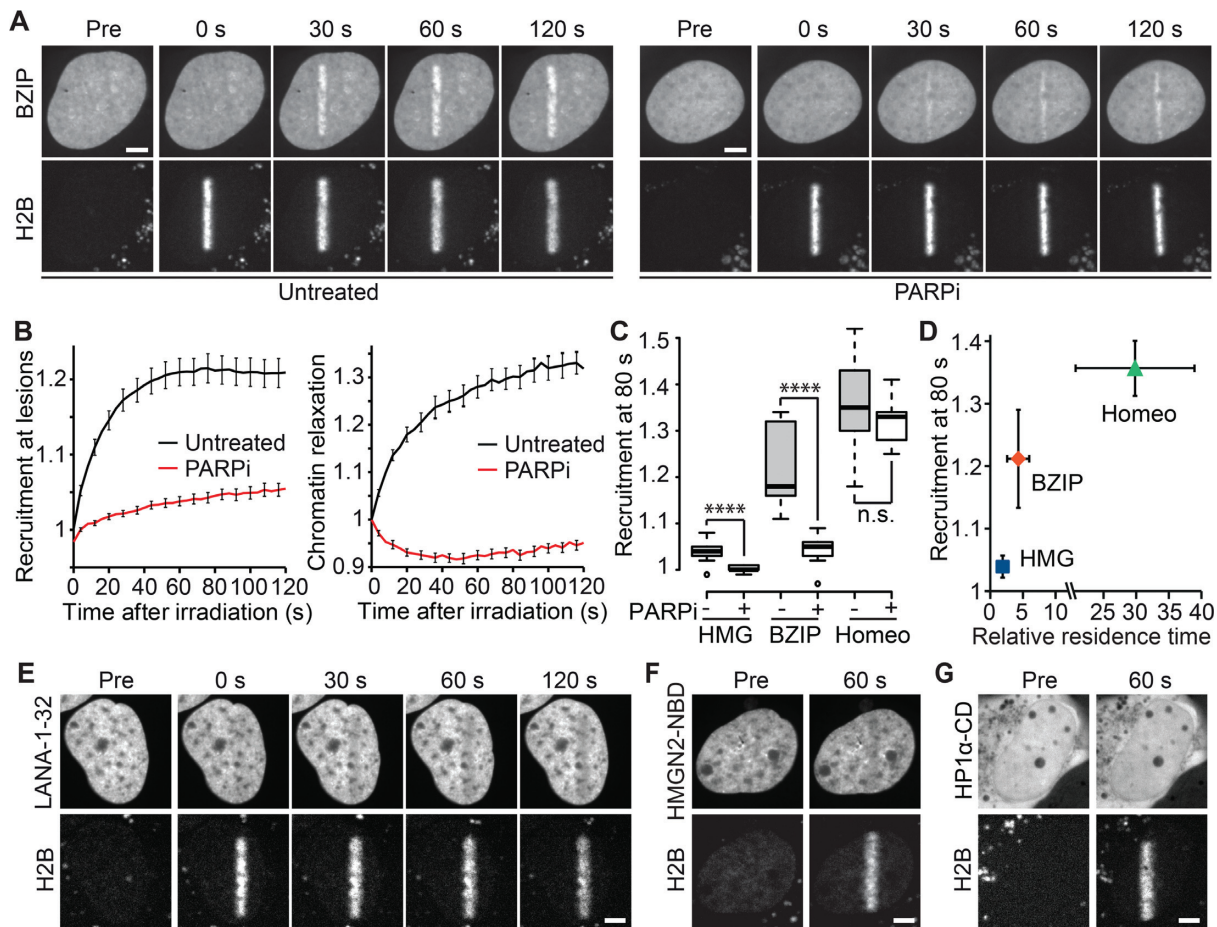 A
Pre 0 s 30 s 60 s 120 s Pre 0 s 30 s 60 s 120 s
BZIP
H2B
Untreated PARPi
B
Recruitment at lesions
1.2
1.1
1
Untreated
PARPi
0 20 40 60 80 100 120
Time after irradiation (s)
Chromatin relaxation
1.3
1.2
1.1
1
0.9
Untreated
PARPi
0 20 40 60 80 100 120
Time after irradiation (s)
C
Recruitment at 80 s
1.5
1.4
1.3
1.2
1.1
1.0
****
****
n.s.
PARPi - + - + - +
HMG BZIP Homeo
D
Recruitment at 80 s
1.4
1.3
1.2
1.1
1
Homeo
BZIP
HMG
0 5 10 25 30 35 40
Relative residence time
E
Pre 0 s 30 s 60 s 120 s
LANA-1-32
H2B
F
Pre 60 s
HMGN2-NBD
H2B
G
Pre 60 s
HP1α-CD
H2B